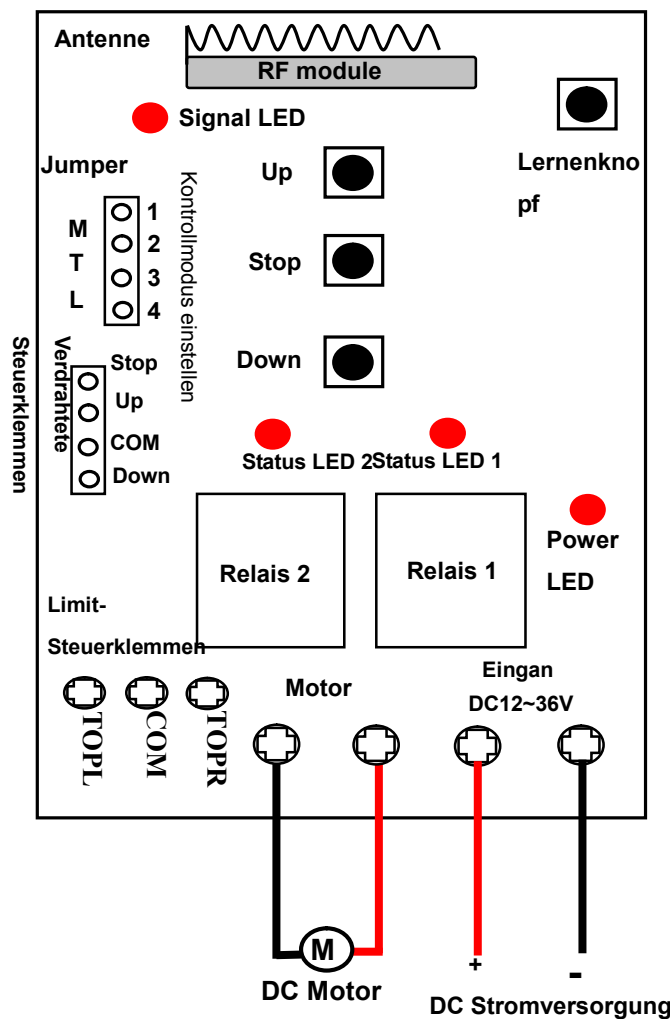 Antenne
RF module
Signal LED
Jumper
Up
Lernenkno
pf
M
T
L
1
2
3
4
Kontrollmodus einstellen
Stop
Down
Steuerklemmen
Verdrahtete
Stop
Up
COM
Down
Status LED 2
Status LED 1
Relais 2
Relais 1
Power
LED
Limit-
Steuerklemmen
Motor
Eingan
DC12~36V
TOPL
COM
TOPR
M
DC Motor
+
-
DC Stromversorgung